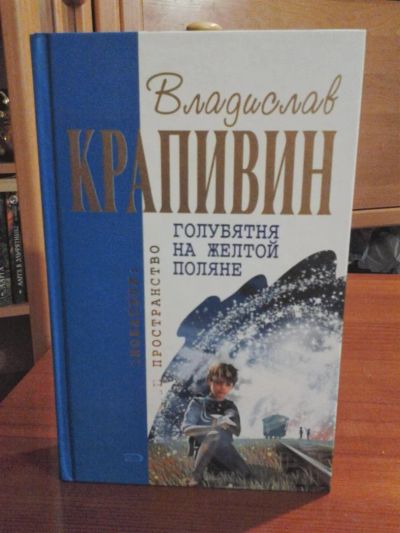 Владислав
КРАПИВИН
ГОЛУБЯТНЯ
НА ЖЕЛТОЙ
ПОЛЯНЕ
ПРОСТРАНСТВО